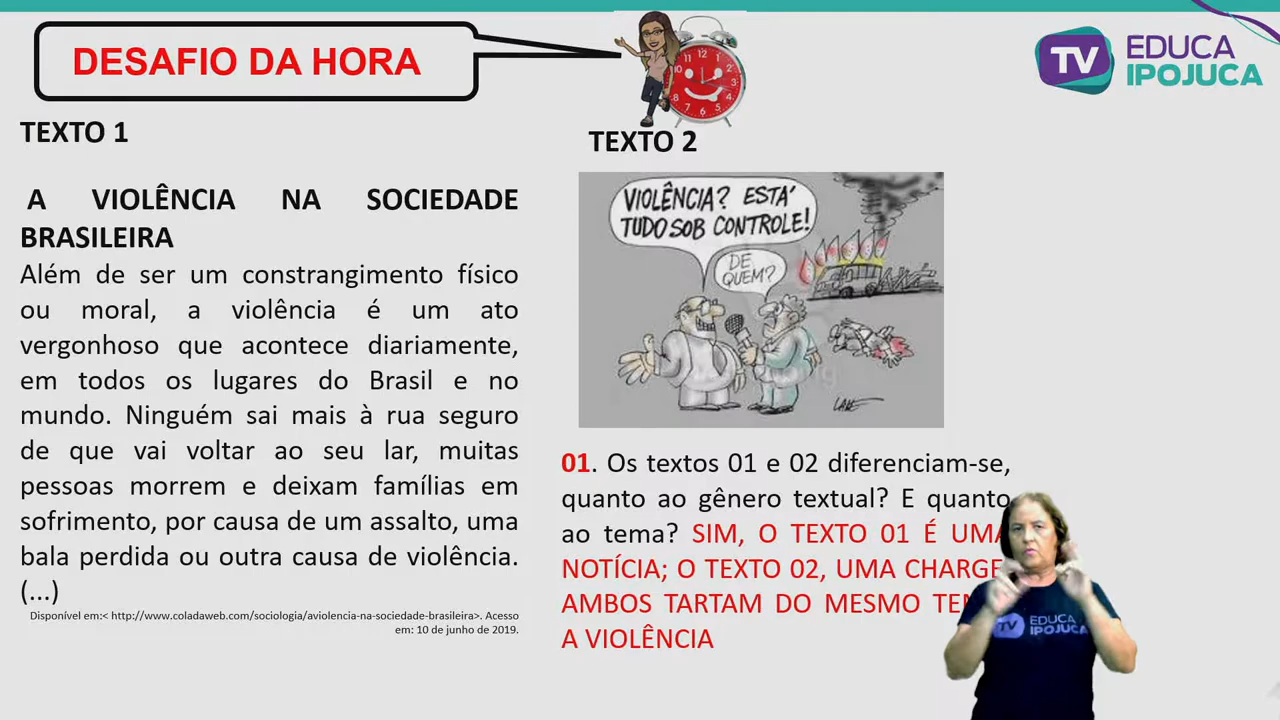 DESAFIO DA HORA
TV EDUCA
IPOJUCA
TEXTO 1
A VIOLÊNCIA NA SOCIEDADE
BRASILEIRA
Além de ser um constrangimento físico
ou moral, a violência é um ato
vergonhoso que acontece diariamente,
em todos os lugares do Brasil e no
mundo. Ninguém sai mais à rua seguro
de que vai voltar ao seu lar, muitas
pessoas morrem e deixam famílias em
sofrimento, por causa de um assalto, uma
bala perdida ou outra causa de violência.
(...)
Disponível em:< http://www.coladaweb.com/sociologia/aviolencia-na-sociedade-brasileira>. Acesso
em: 10 de junho de 2019.
TEXTO 2
VIOLÊNCIA? ESTÁ
TUDO SOB CONTROLE!
DE
QUEM?
01. Os textos 01 e 02 diferenciam-se,
quanto ao gênero textual? E quanto
ao tema? SIM, O TEXTO 01 É UMA
NOTÍCIA; O TEXTO 02, UMA CHARGE
AMBOS TARTAM DO MESMO
A VIOLÊNCIA
TV EDUCA
IPOJUCA